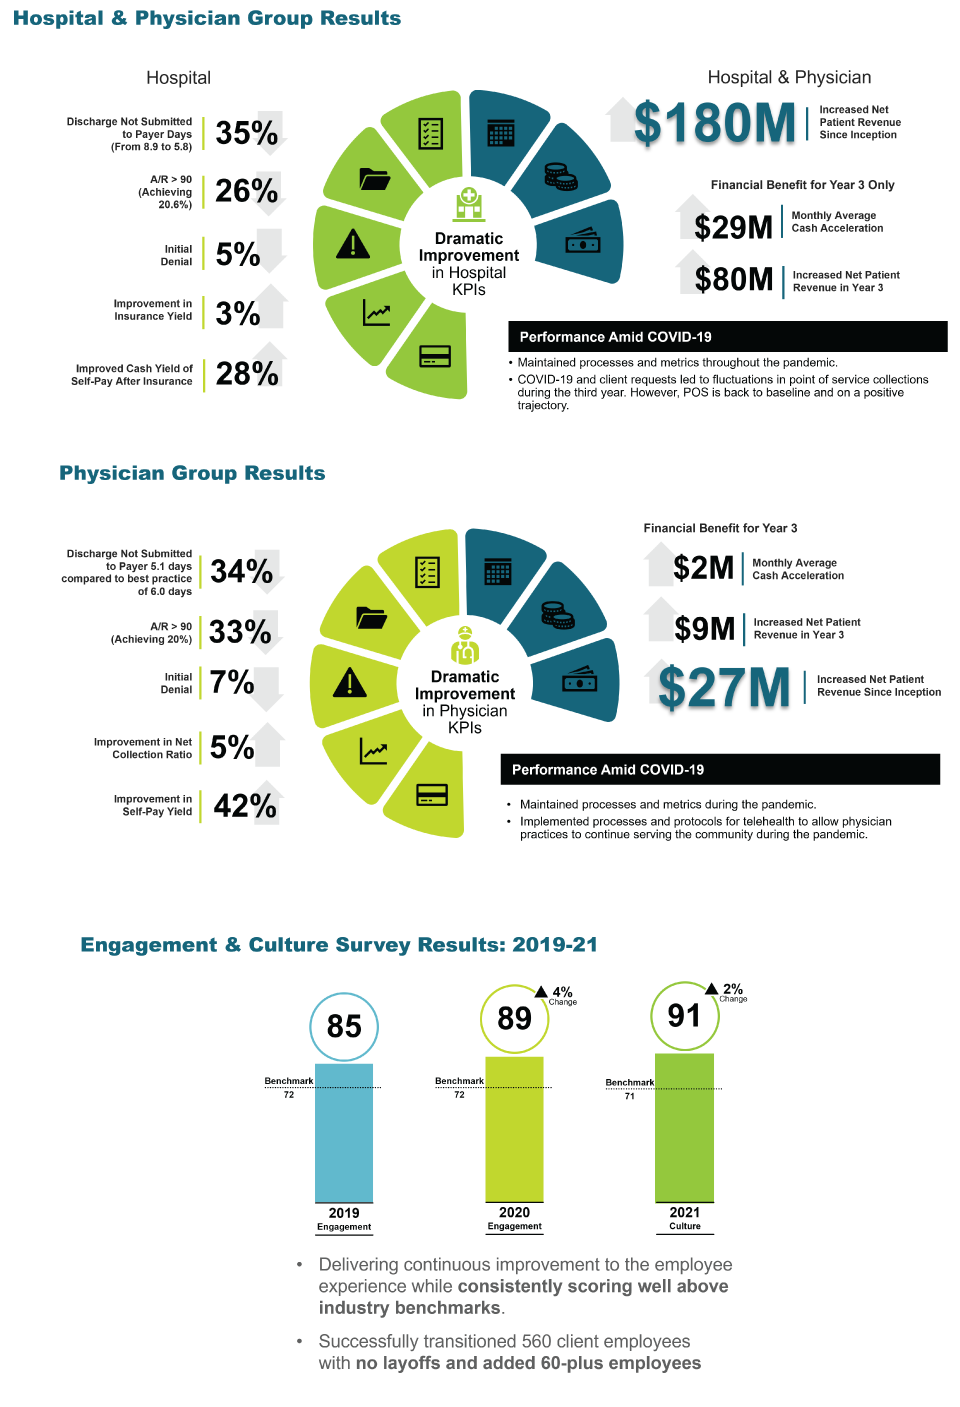 Hospital & Physician Group Results
Hospital
Discharge Not Submitted
to Payer Days
(From 8.9 to 5.8)
35%
A/R > 90
(Achieving
20.6%)
26%
Initial
Denial
5%
Improvement in
Insurance Yield
3%
Improved Cash Yield of
Self-Pay After Insurance
28%
Dramatic
Improvement
in Hospital
KPIs
Hospital & Physician
$180M
Increased Net
Patient Revenue
Since Inception
Financial Benefit for Year 3 Only
$29M
Monthly Average
Cash Acceleration
$80M
Increased Net Patient
Revenue in Year 3
Performance Amid COVID-19
• Maintained processes and metrics throughout the pandemic.
• COVID-19 and client requests led to fluctuations in point of service collections
during the third year. However, POS is back to baseline and on a positive
trajectory.
Physician Group Results
Discharge Not Submitted
to Payer 5.1 days
compared to best practice
of 6.0 days
34%
A/R > 90
(Achieving 20%)
33%
Initial
Denial
7%
Improvement in Net
Collection Ratio
5%
Improvement in
Self-Pay Yield
42%
Dramatic
Improvement
in Physician
KPIs
Financial Benefit for Year 3
$2M
Monthly Average
Cash Acceleration
$9M
Increased Net Patient
Revenue in Year 3
$27M
Increased Net Patient
Revenue Since Inception
Performance Amid COVID-19
• Maintained processes and metrics during the pandemic.
• Implemented processes and protocols for telehealth to allow physician
practices to continue serving the community during the pandemic.
Engagement & Culture Survey Results: 2019-21
85
Benchmark
72
2019
Engagement
89
4%
Change
Benchmark
72
2020
Engagement
91
2%
Change
Benchmark
71
2021
Culture
• Delivering continuous improvement to the employee
experience while consistently scoring well above
industry benchmarks.
• Successfully transitioned 560 client employees
with no layoffs and added 60-plus employees